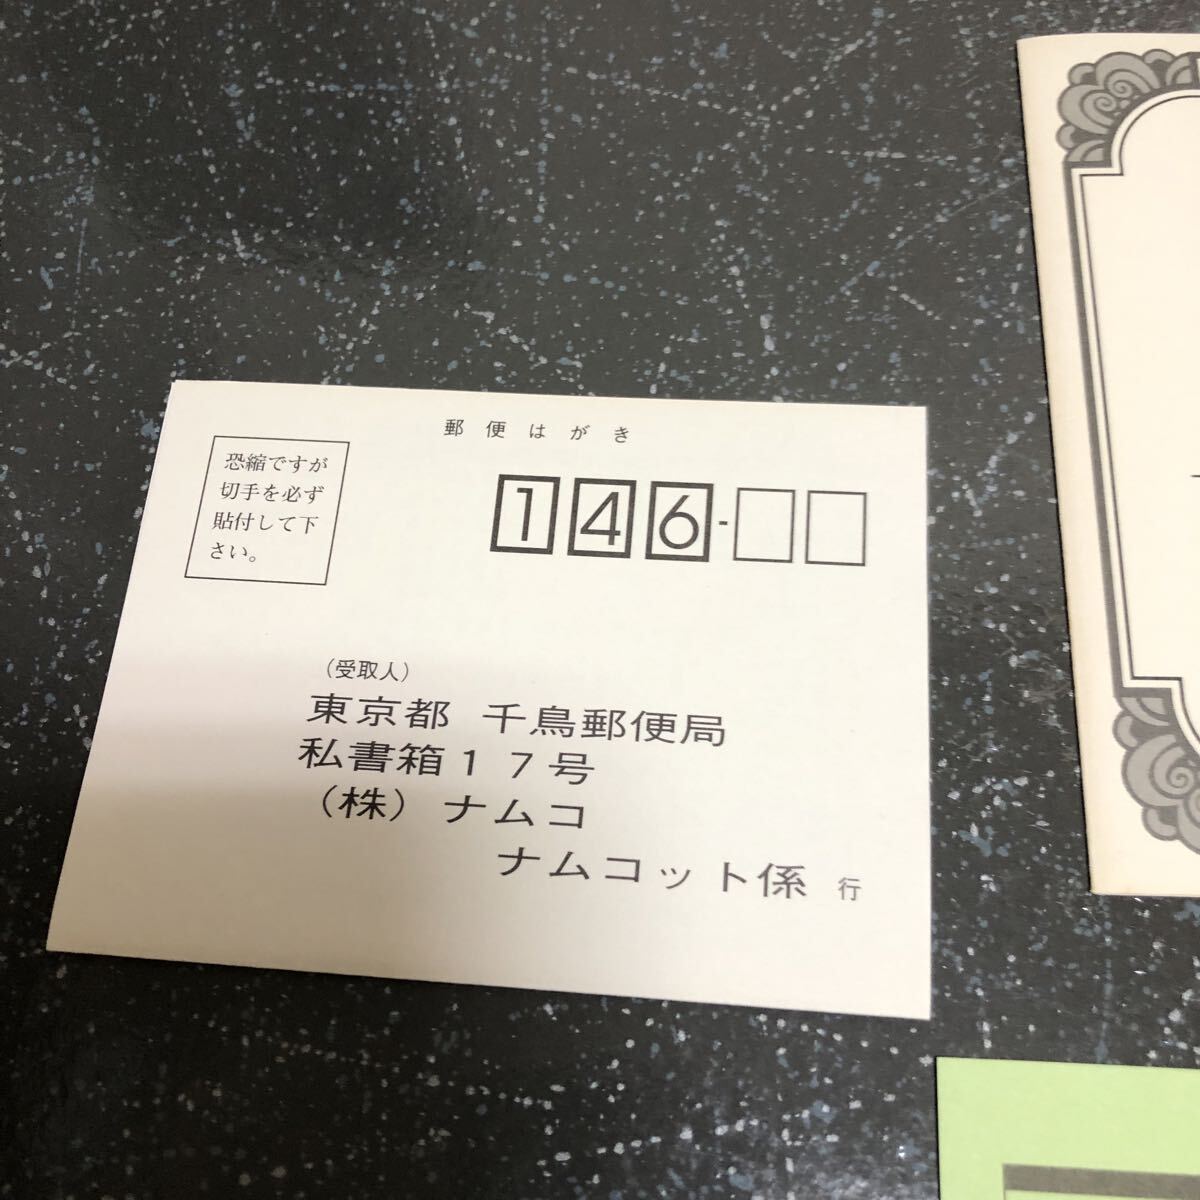 郵便はがき
恐縮ですが
切手を必ず
貼付して下
さい。
146-
(受取人)
東京都 千鳥郵便局
私書箱17号
(株)ナムコ
ナムコット係 行